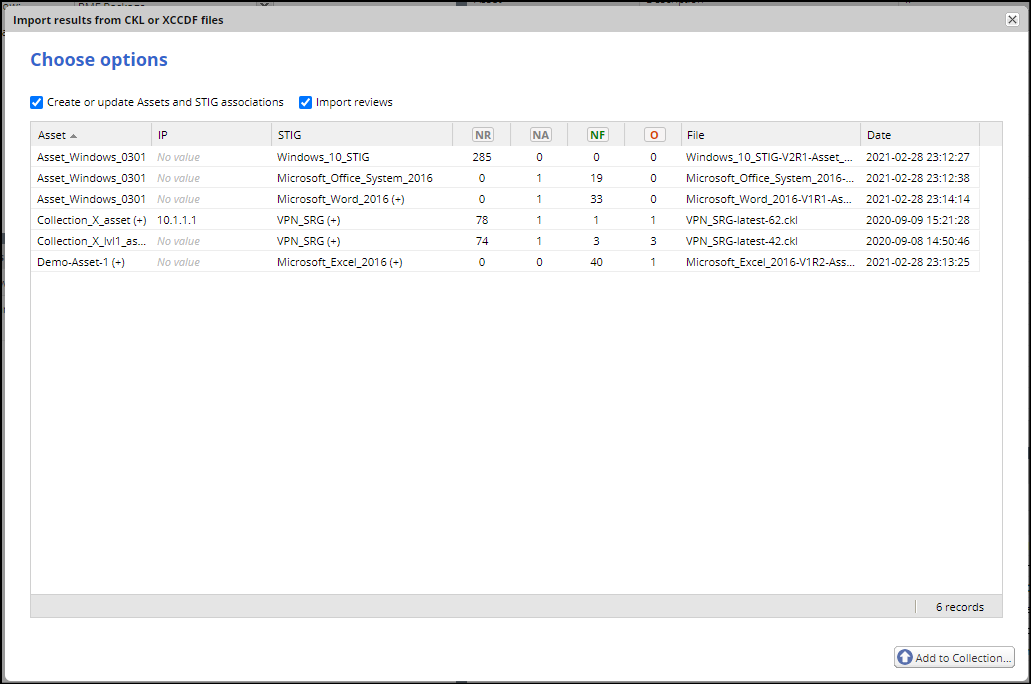 Import results from CKL or XCCDF files
Choose options
Create or update Assets and STIG associations Import reviews
Asset IP STIG NR NA NF O File Date
Asset_Windows_0301 No value Windows_10_STIG 285 0 0 0 Windows_10_STIG-V2R1-Asset_... 2021-02-28 23:12:27
Asset_Windows_0301 No value Microsoft_Office_System_2016 0 1 19 0 Microsoft_Office_System_2016-... 2021-02-28 23:12:38
Asset_Windows_0301 No value Microsoft_Word_2016 (+) 0 1 33 0 Microsoft_Word_2016-V1R1-As... 2021-02-28 23:14:14
Collection_X_asset (+) 10.1.1.1 VPN_SRG (+) 78 1 1 1 VPN_SRG-latest-62.ckl 2020-09-09 15:21:28
Collection_X_lvl1_as... No value VPN_SRG (+) 74 1 3 3 VPN_SRG-latest-42.ckl 2020-09-08 14:50:46
Demo-Asset-1 (+) No value Microsoft_Excel_2016 (+) 0 0 40 1 Microsoft_Excel_2016-V1R2-Ass... 2021-02-28 23:13:25
6 records
Add to Collection...